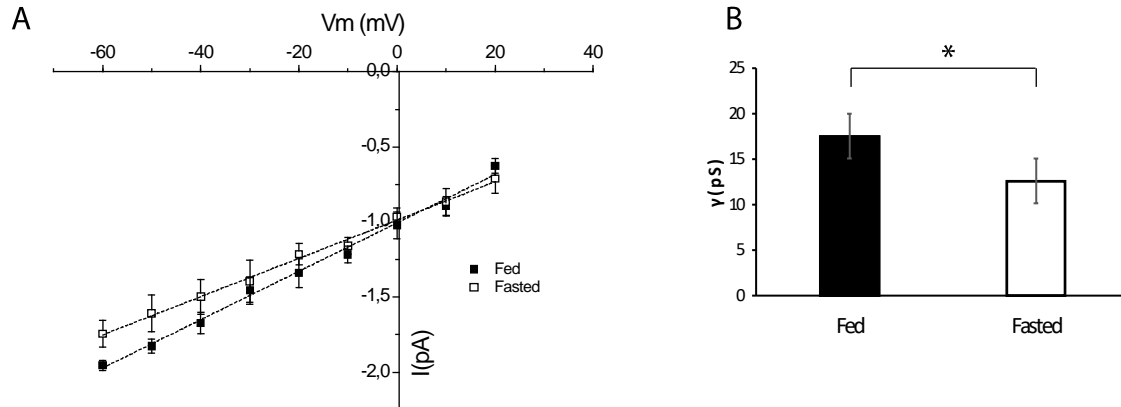 A
Vm (mV)
-60 -40 -20 0 20 40
0,0
-0,5
-1,0
-1,5
-2,0
I(pA)
Fed
Fasted
B
*
25
20
15
10
5
0
γ(pS)
Fed Fasted